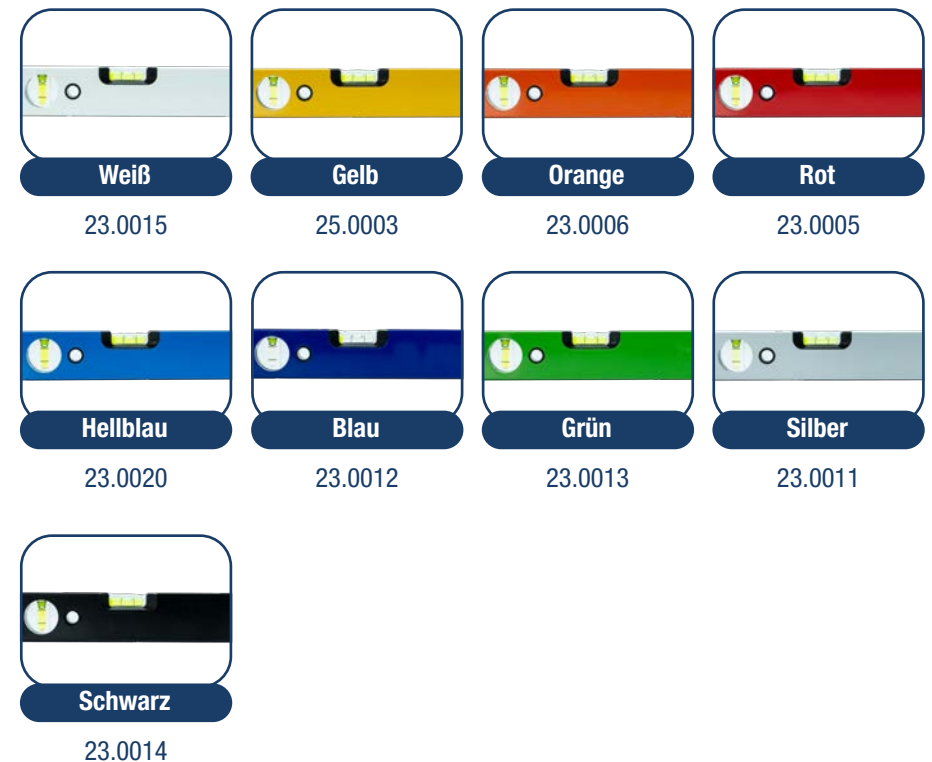 Weiß Gelb Orange Rot
23.0015 25.0003 23.0006 23.0005
Hellblau Blau Grün Silber
23.0020 23.0012 23.0013 23.0011
Schwarz
23.0014